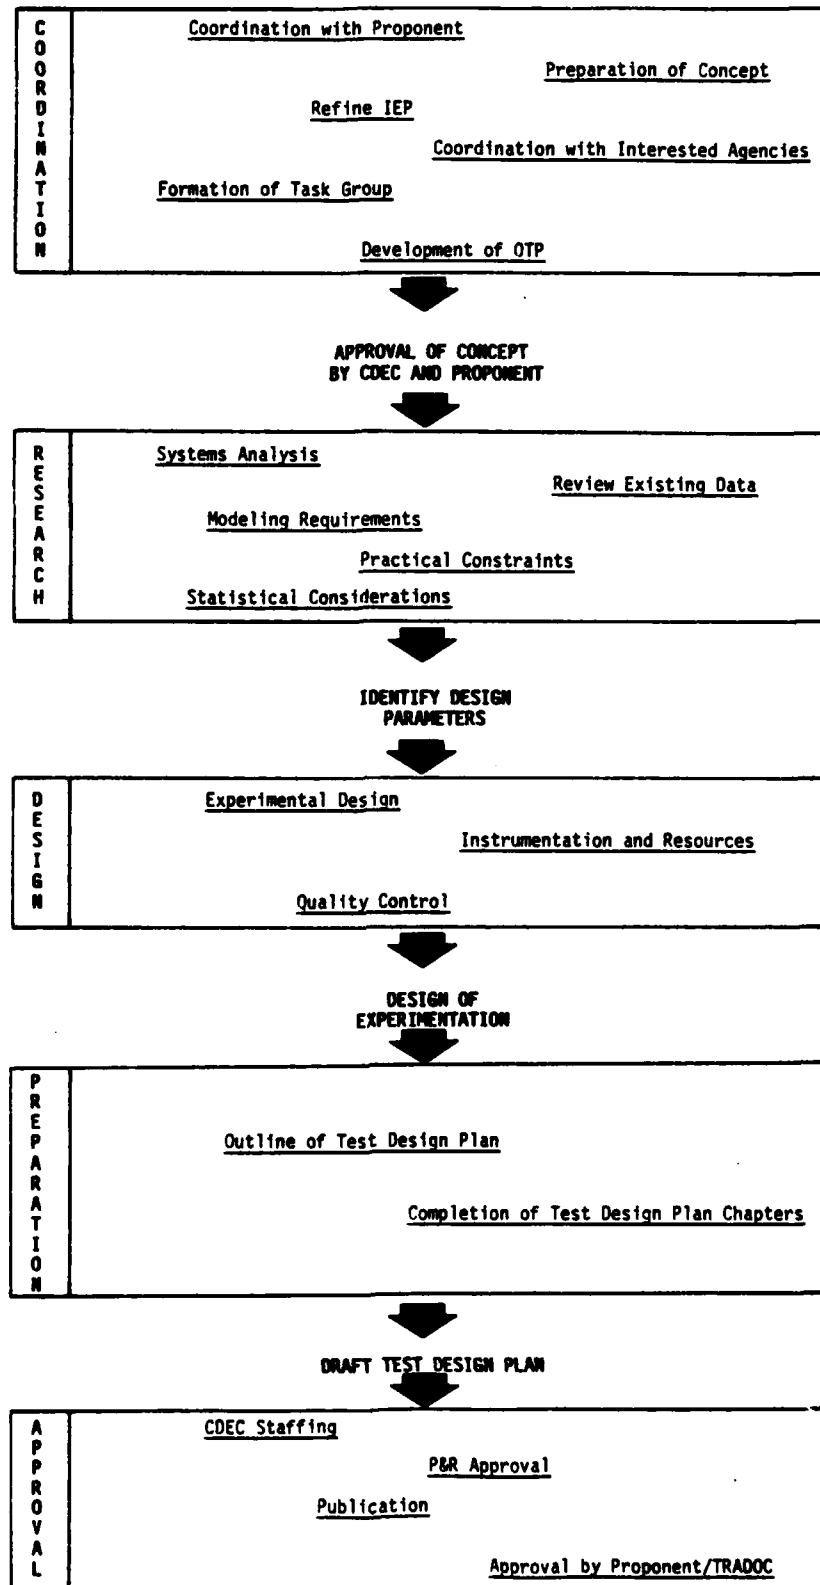 COORDINATION
Coordination with Proponent
Preparation of Concept
Refine IEP
Coordination with Interested Agencies
Formation of Task Group
Development of OTP
APPROVAL OF CONCEPT
BY CDEC AND PROPONENT
RESEARCH
Systems Analysis
Review Existing Data
Modeling Requirements
Practical Constraints
Statistical Considerations
IDENTIFY DESIGN
PARAMETERS
DESIGN
Experimental Design
Instrumentation and Resources
Quality Control
DESIGN OF
EXPERIMENTATION
PREPARATION
Outline of Test Design Plan
Completion of Test Design Plan Chapters
DRAFT TEST DESIGN PLAN
APPROVAL
CDEC Staffing
P&R Approval
Publication
Approval by Proponent/TRADOC